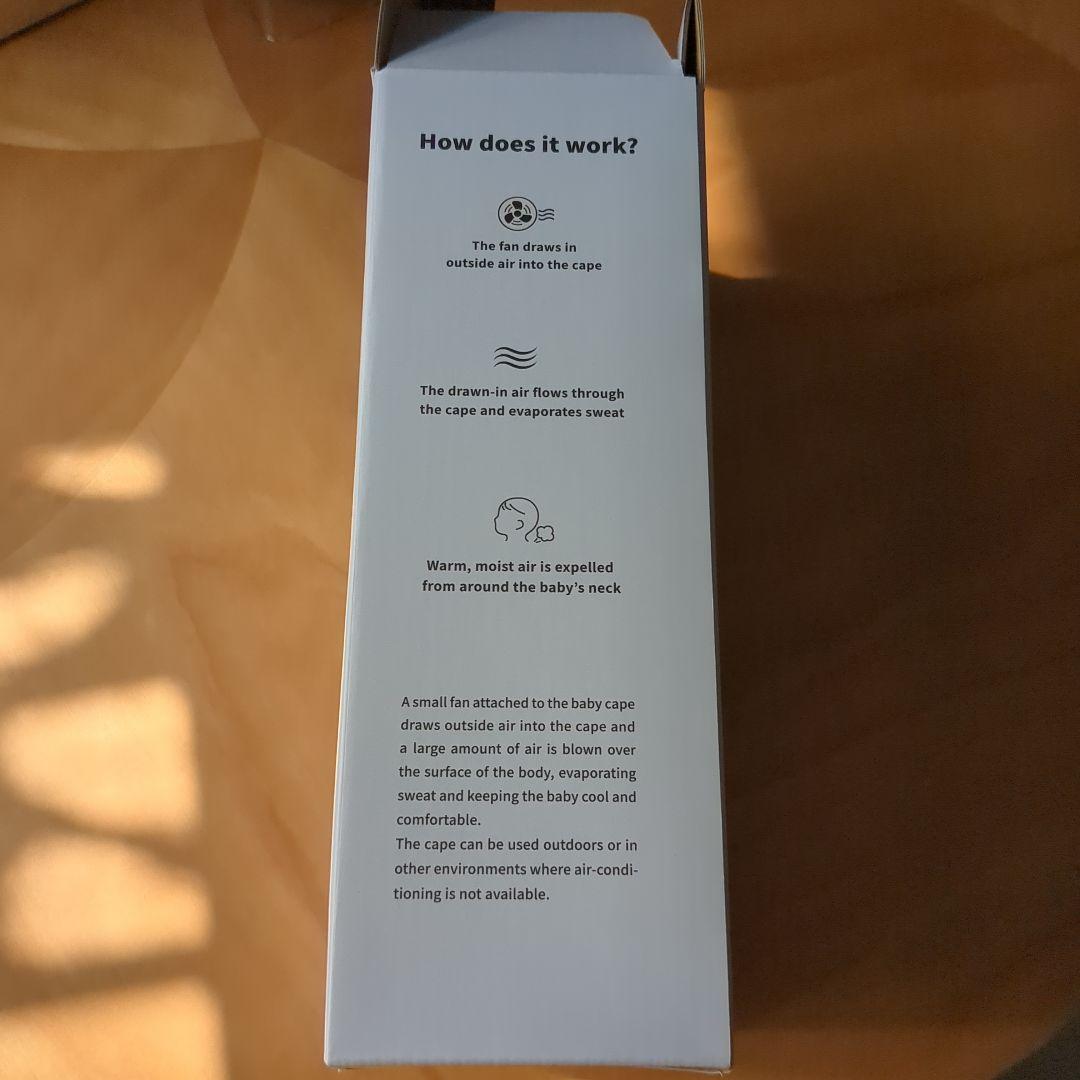 How does it work?
The fan draws in
outside air into the cape
The drawn-in air flows through
the cape and evaporates sweat
Warm, moist air is expelled
from around the baby’s neck
A small fan attached to the baby cape
draws outside air into the cape and
a large amount of air is blown over
the surface of the body, evaporating
sweat and keeping the baby cool and
comfortable.
The cape can be used outdoors or in
other environments where air-condi-
tioning is not available.